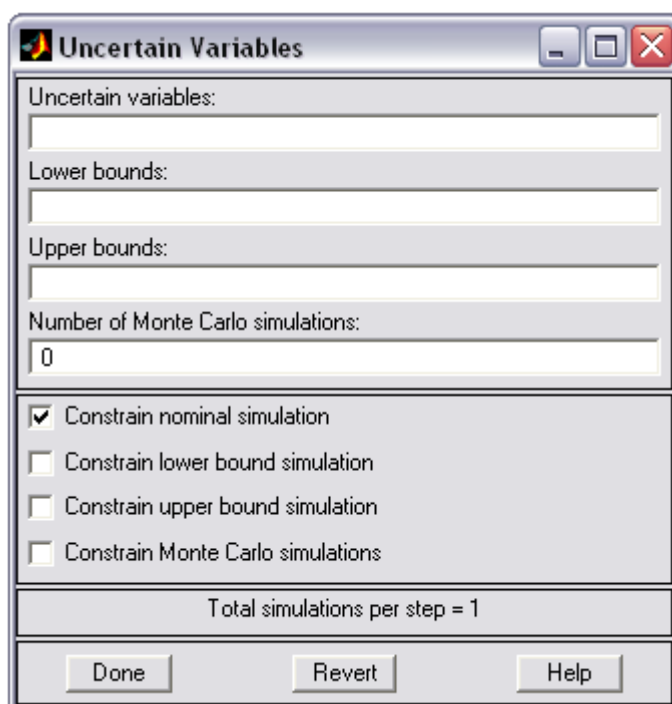 Uncertain Variables
Uncertain variables:
Lower bounds:
Upper bounds:
Number of Monte Carlo simulations:
0
Constrain nominal simulation
Constrain lower bound simulation
Constrain upper bound simulation
Constrain Monte Carlo simulations
Total simulations per step = 1
Done Revert Help